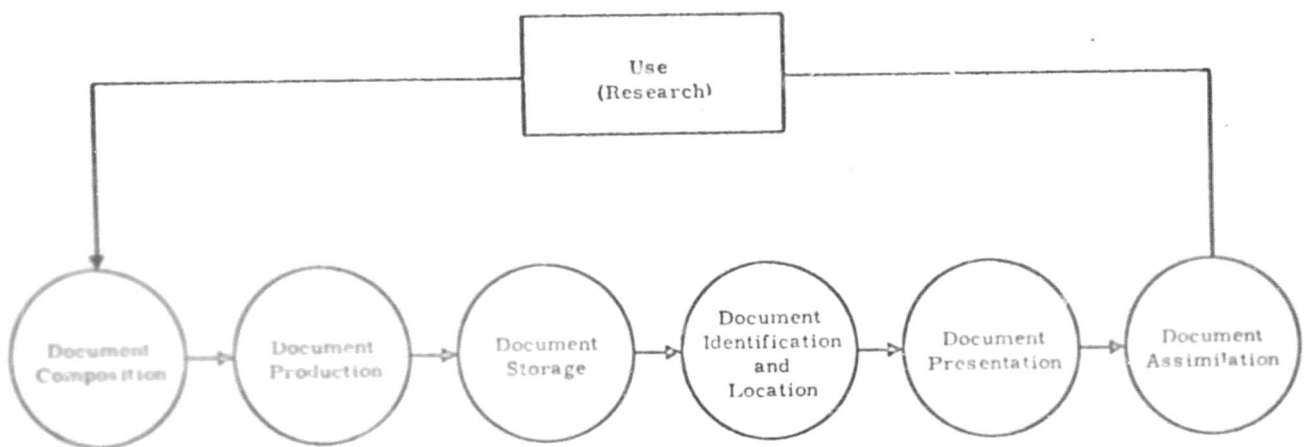 Use
(Research)
Document
Composition
Document
Production
Document
Storage
Document
Identification
and
Location
Document
Presentation
Document
Assimilation